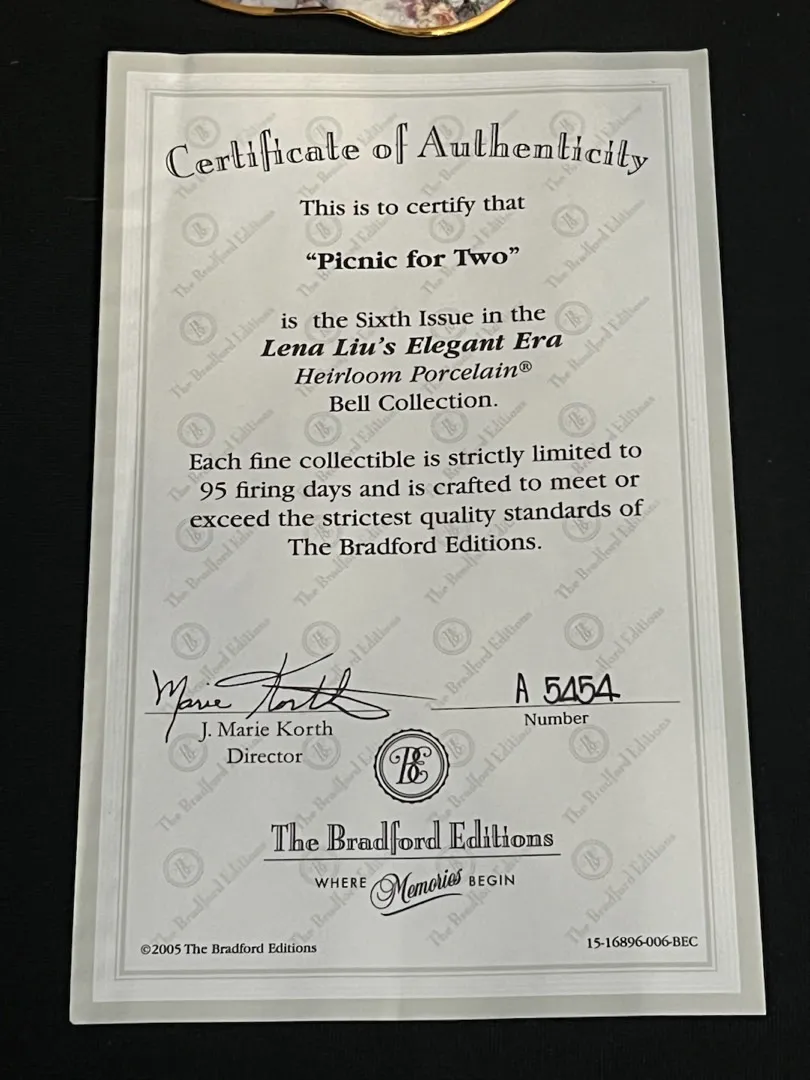 Certificate of Authenticity
This is to certify that
“Picnic for Two”
is the Sixth Issue in the
Lena Liu’s Elegant Era
Heirloom Porcelain®
Bell Collection.
Each fine collectible is strictly limited to
95 firing days and is crafted to meet or
exceed the strictest quality standards of
The Bradford Editions.
Marie Korth
A 5454
J. Marie Korth
Number
Director
BE
The Bradford Editions
WHERE Memories BEGIN
©2005 The Bradford Editions
15-16896-006-BEC